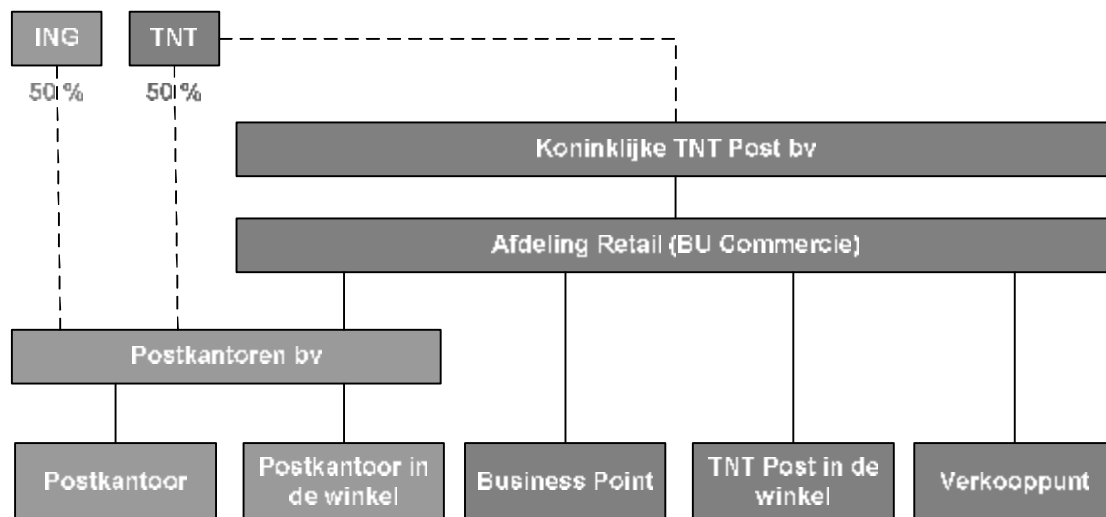 ING
TNT
50 %
50 %
Koninklijke TNT Post bv
Afdeling Retail (BU Commercie)
Postkantoren bv
Postkantoor
Postkantoor in
de winkel
Business Point
TNT Post in de
winkel
Verkooppunt